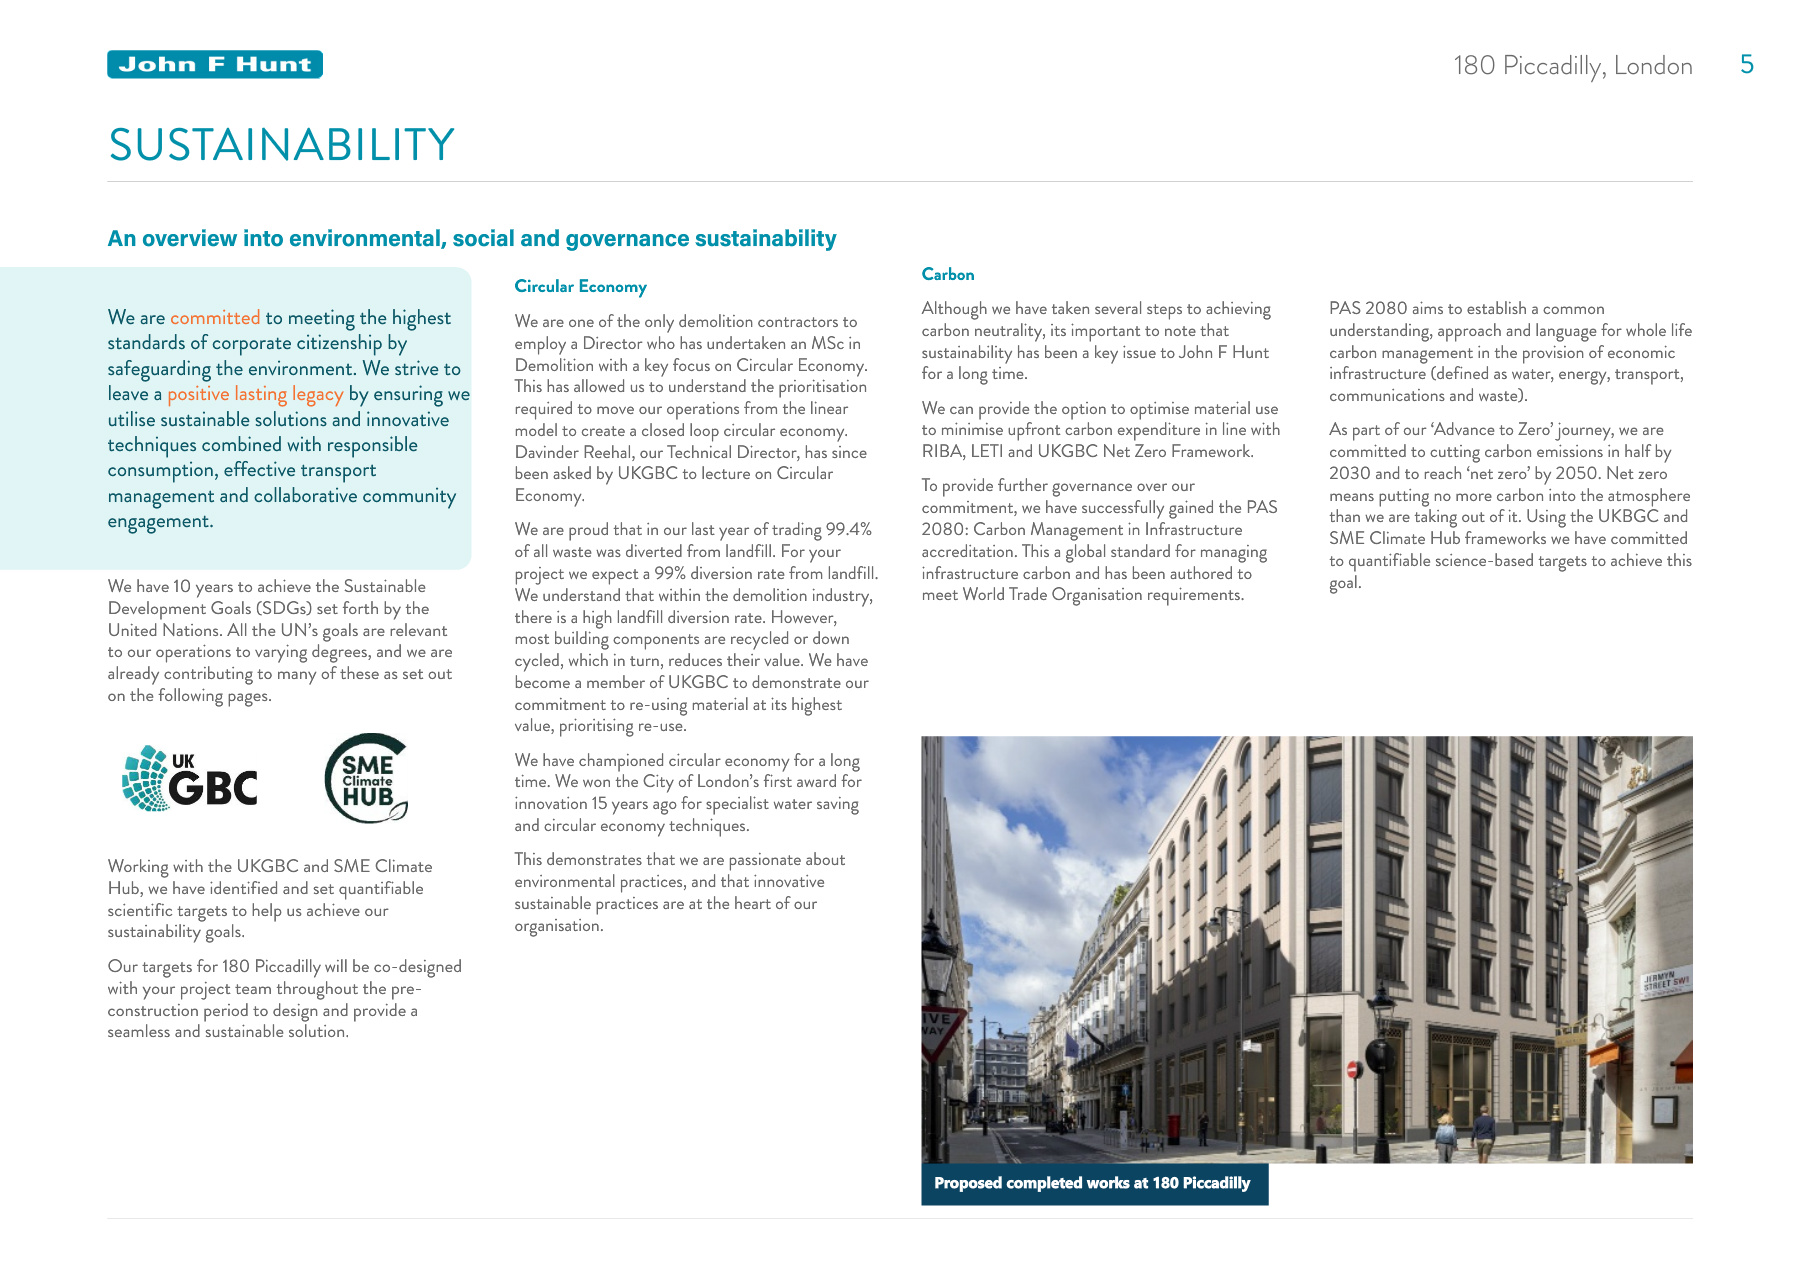 John F Hunt
180 Piccadilly, London
5
SUSTAINABILITY
An overview into environmental, social and governance sustainability
We are committed to meeting the highest
standards of corporate citizenship by
safeguarding the environment. We strive to
leave a positive lasting legacy by ensuring we
utilise sustainable solutions and innovative
techniques combined with responsible
consumption, effective transport
management and collaborative community
engagement.
We have 10 years to achieve the Sustainable
Development Goals (SDGs) set forth by the
United Nations. All the UN's goals are relevant
to our operations to varying degrees, and we are
already contributing to many of these as set out
on the following pages.
UK
GBC
SME
Climate
HUB
Working with the UKGBC and SME Climate
Hub, we have identified and set quantifiable
scientific targets to help us achieve our
sustainability goals.
Our targets for 180 Piccadilly will be co-designed
with your project team throughout the pre-
construction period to design and provide a
seamless and sustainable solution.
Circular Economy
We are one of the only demolition contractors to
employ a Director who has undertaken an MSc in
Demolition with a key focus on Circular Economy.
This has allowed us to understand the prioritisation
required to move our operations from the linear
model to create a closed loop circular economy.
Davinder Reehal, our Technical Director, has since
been asked by UKGBC to lecture on Circular
Economy.
We are proud that in our last year of trading 99.4%
of all waste was diverted from landfill. For your
project we expect a 99% diversion rate from landfill.
We understand that within the demolition industry,
there is a high landfill diversion rate. However,
most building components are recycled or down
cycled, which in turn, reduces their value. We have
become a member of UKGBC to demonstrate our
commitment to re-using material at its highest
value, prioritising re-use.
We have championed circular economy for a long
time. We won the City of London's first award for
innovation 15 years ago for specialist water saving
and circular economy techniques.
This demonstrates that we are passionate about
environmental practices, and that innovative
sustainable practices are at the heart of our
organisation.
Carbon
Although we have taken several steps to achieving
carbon neutrality, its important to note that
sustainability has been a key issue to John F Hunt
for a long time.
We can provide the option to optimise material use
to minimise upfront carbon expenditure in line with
RIBA, LETI and UKGBC Net Zero Framework.
To provide further governance over our
commitment, we have successfully gained the PAS
2080: Carbon Management in Infrastructure
accreditation. This a global standard for managing
infrastructure carbon and has been authored to
meet World Trade Organisation requirements.
PAS 2080 aims to establish a common
understanding, approach and language for whole life
carbon management in the provision of economic
infrastructure (defined as water, energy, transport,
communications and waste).
As part of our 'Advance to Zero' journey, we are
committed to cutting carbon emissions in half by
2030 and to reach 'net zero' by 2050. Net zero
means putting no more carbon into the atmosphere
than we are taking out of it. Using the UKBGC and
SME Climate Hub frameworks we have committed
to quantifiable science-based targets to achieve this
goal.
JERMYN
STREET SW1
IVE
WAY
Proposed completed works at 180 Piccadilly